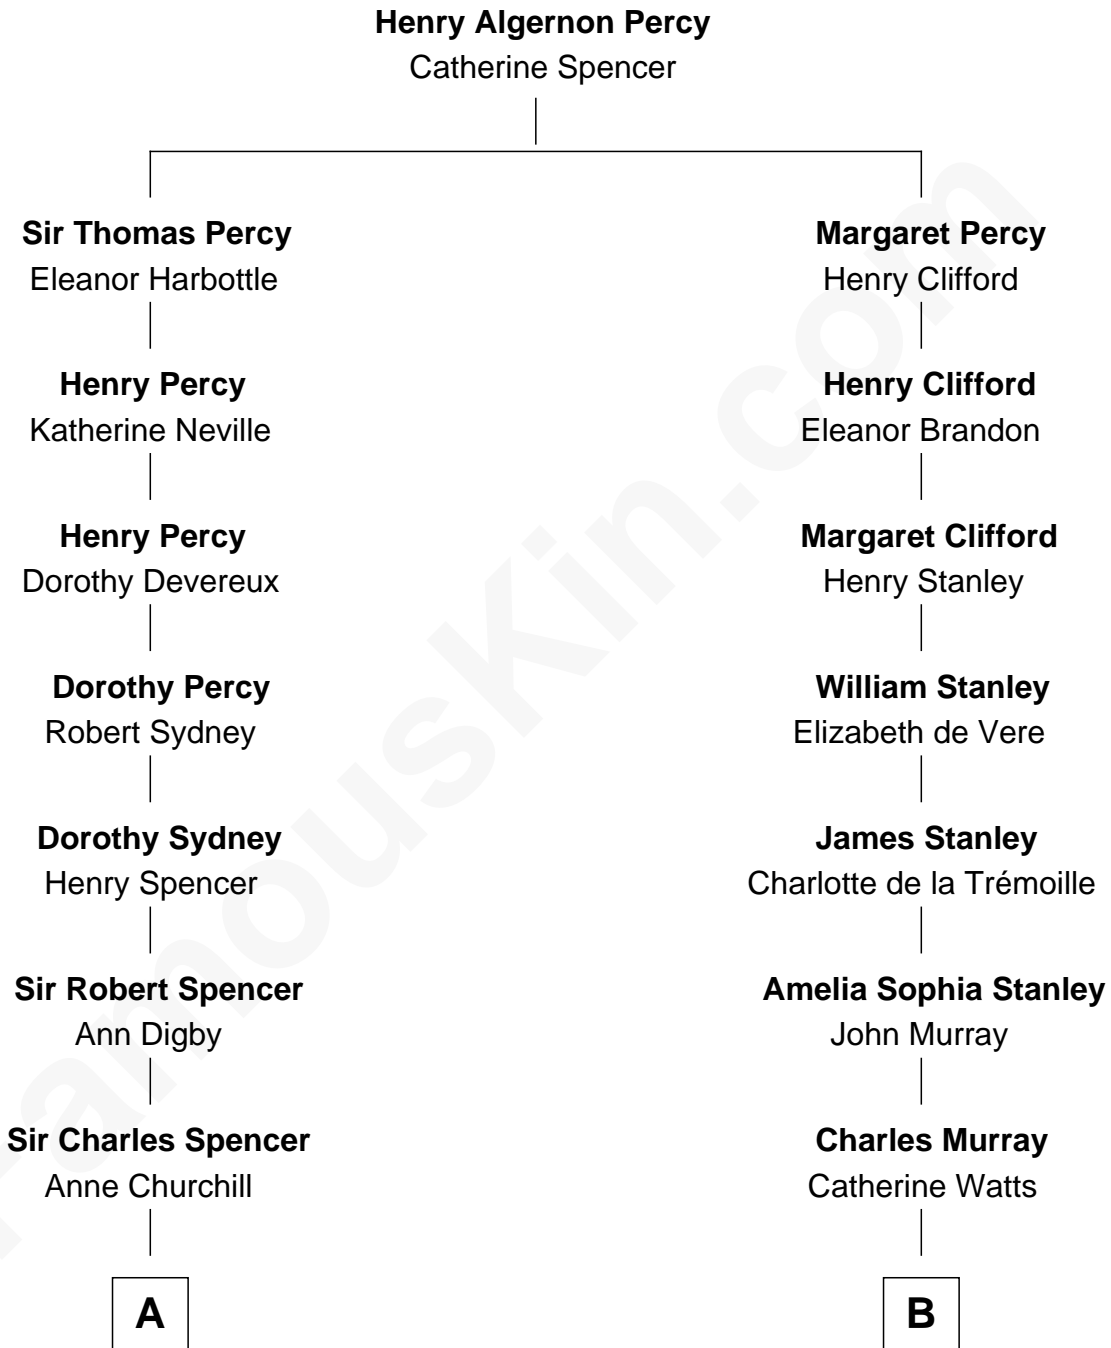 Henry Algernon Percy
Catherine Spencer
Sir Thomas Percy
Eleanor Harbottle
Henry Percy
Katherine Neville
Henry Percy
Dorothy Devereux
Dorothy Percy
Robert Sydney
Dorothy Sydney
Henry Spencer
Sir Robert Spencer
Ann Digby
Sir Charles Spencer
Anne Churchill
A
Margaret Percy
Henry Clifford
Henry Clifford
Eleanor Brandon
Margaret Clifford
Henry Stanley
William Stanley
Elizabeth de Vere
James Stanley
Charlotte de la Trémoille
Amelia Sophia Stanley
John Murray
Charles Murray
Catherine Watts
B
FamousKin.com